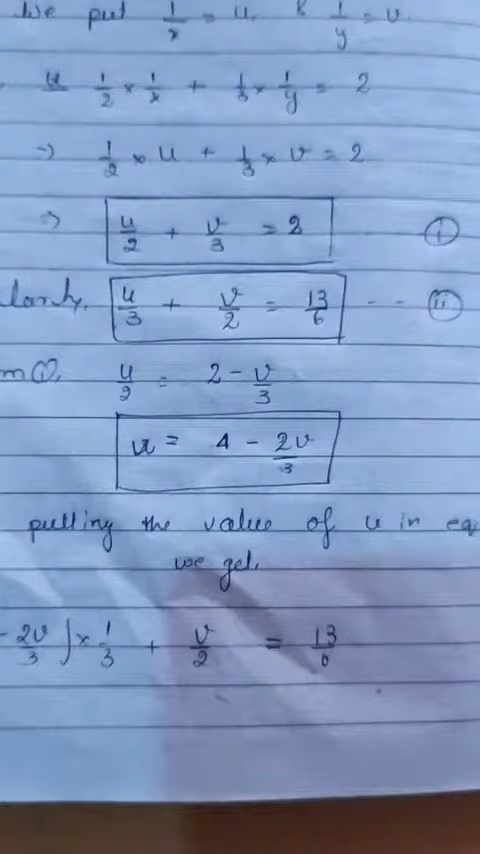 We put 1/x = u. & 1/y = v
u 1/2 × 1/x + 1/3 × 1/y = 2
→ 1/2 × u + 1/3 × v = 2
→ u/2 + v/3 = 2 (i)
larly, u/3 + v/2 = 13/6 -- (ii)
m (i), u/2 = 2 - v/3
u = 4 - 2v/3
putting the value of u in eq
we get,
- 2v/3) × 1/3 + v/2 = 13/6